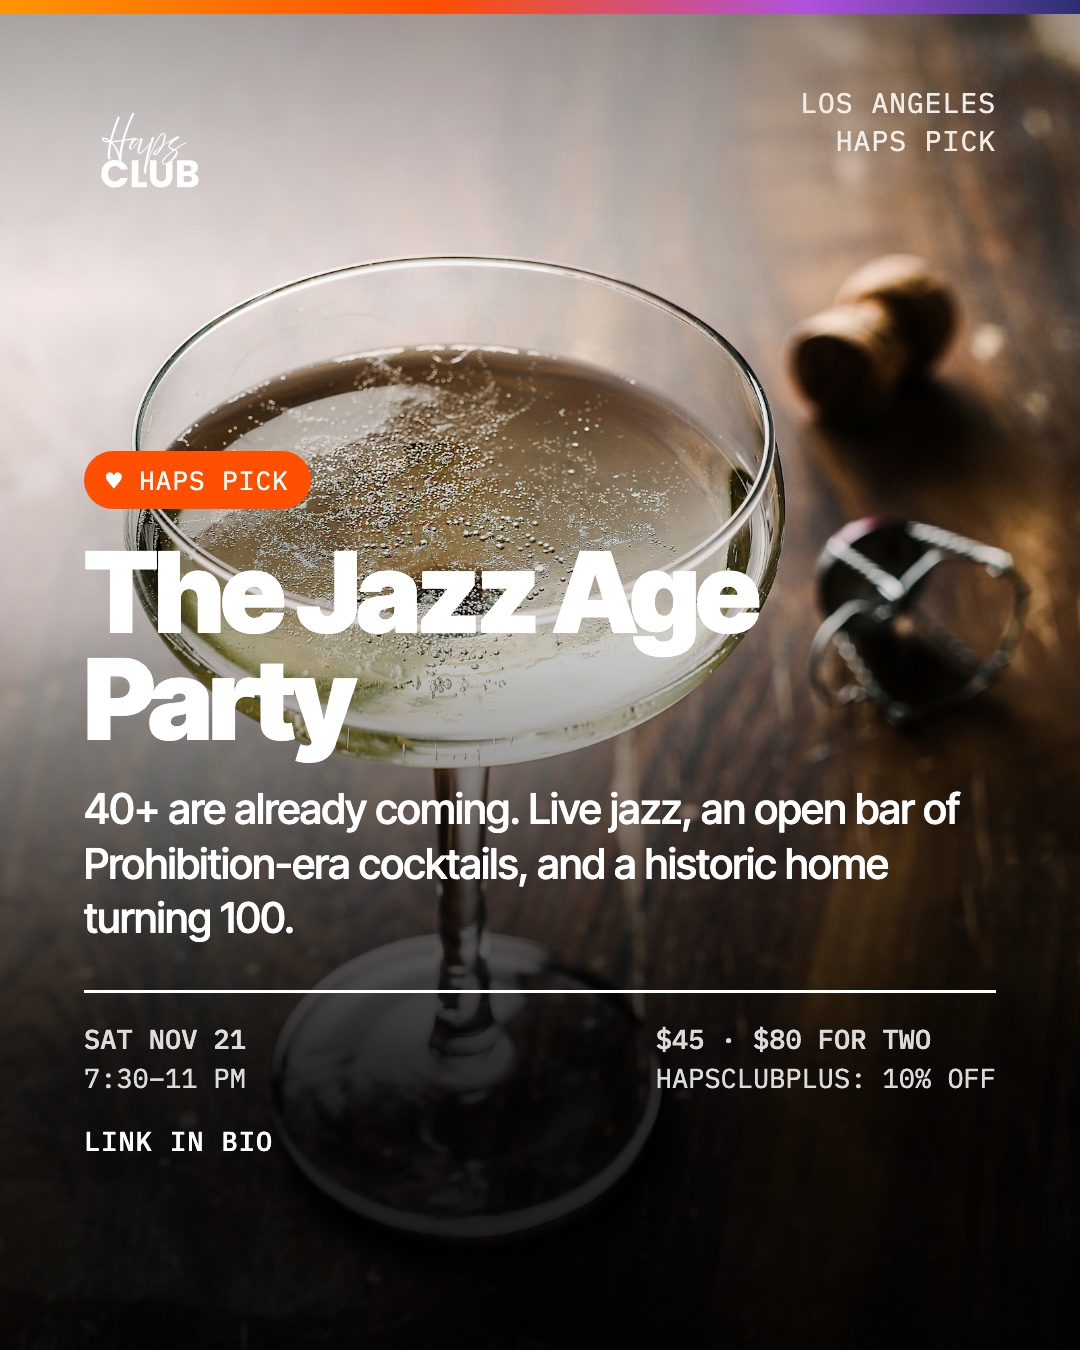 Haps
CLUB
LOS ANGELES
HAPS PICK
♥ HAPS PICK
The Jazz Age
Party
40+ are already coming. Live jazz, an open bar of
Prohibition-era cocktails, and a historic home
turning 100.
SAT NOV 21
7:30–11 PM
$45 · $80 FOR TWO
HAPSCLUBPLUS: 10% OFF
LINK IN BIO